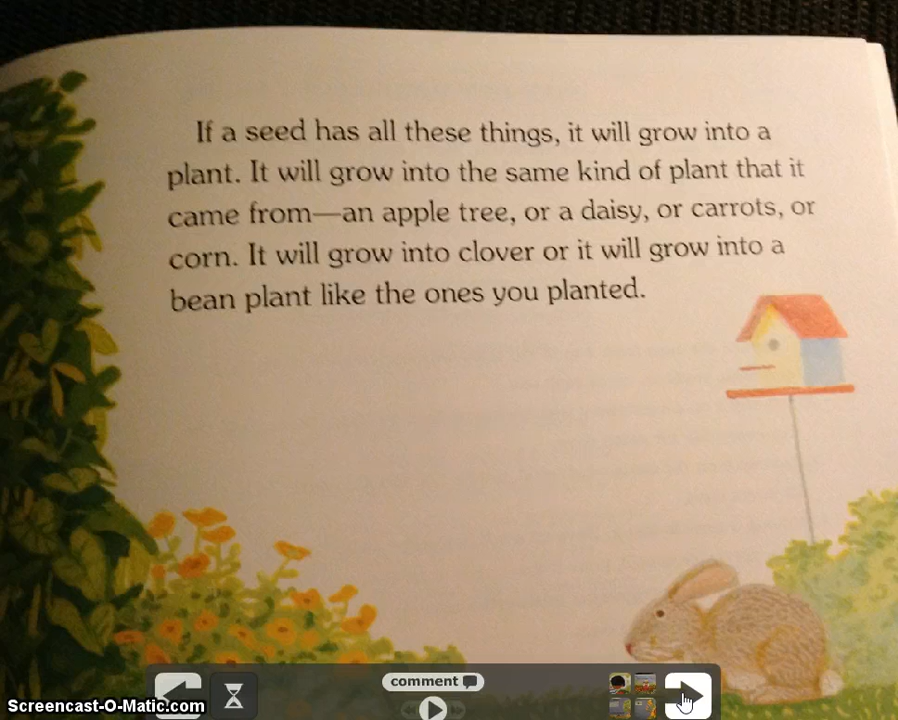 If a seed has all these things, it will grow into a
plant. It will grow into the same kind of plant that it
came from—an apple tree, or a daisy, or carrots, or
corn. It will grow into clover or it will grow into a
bean plant like the ones you planted.
comment
Screencast-O-Matic.com